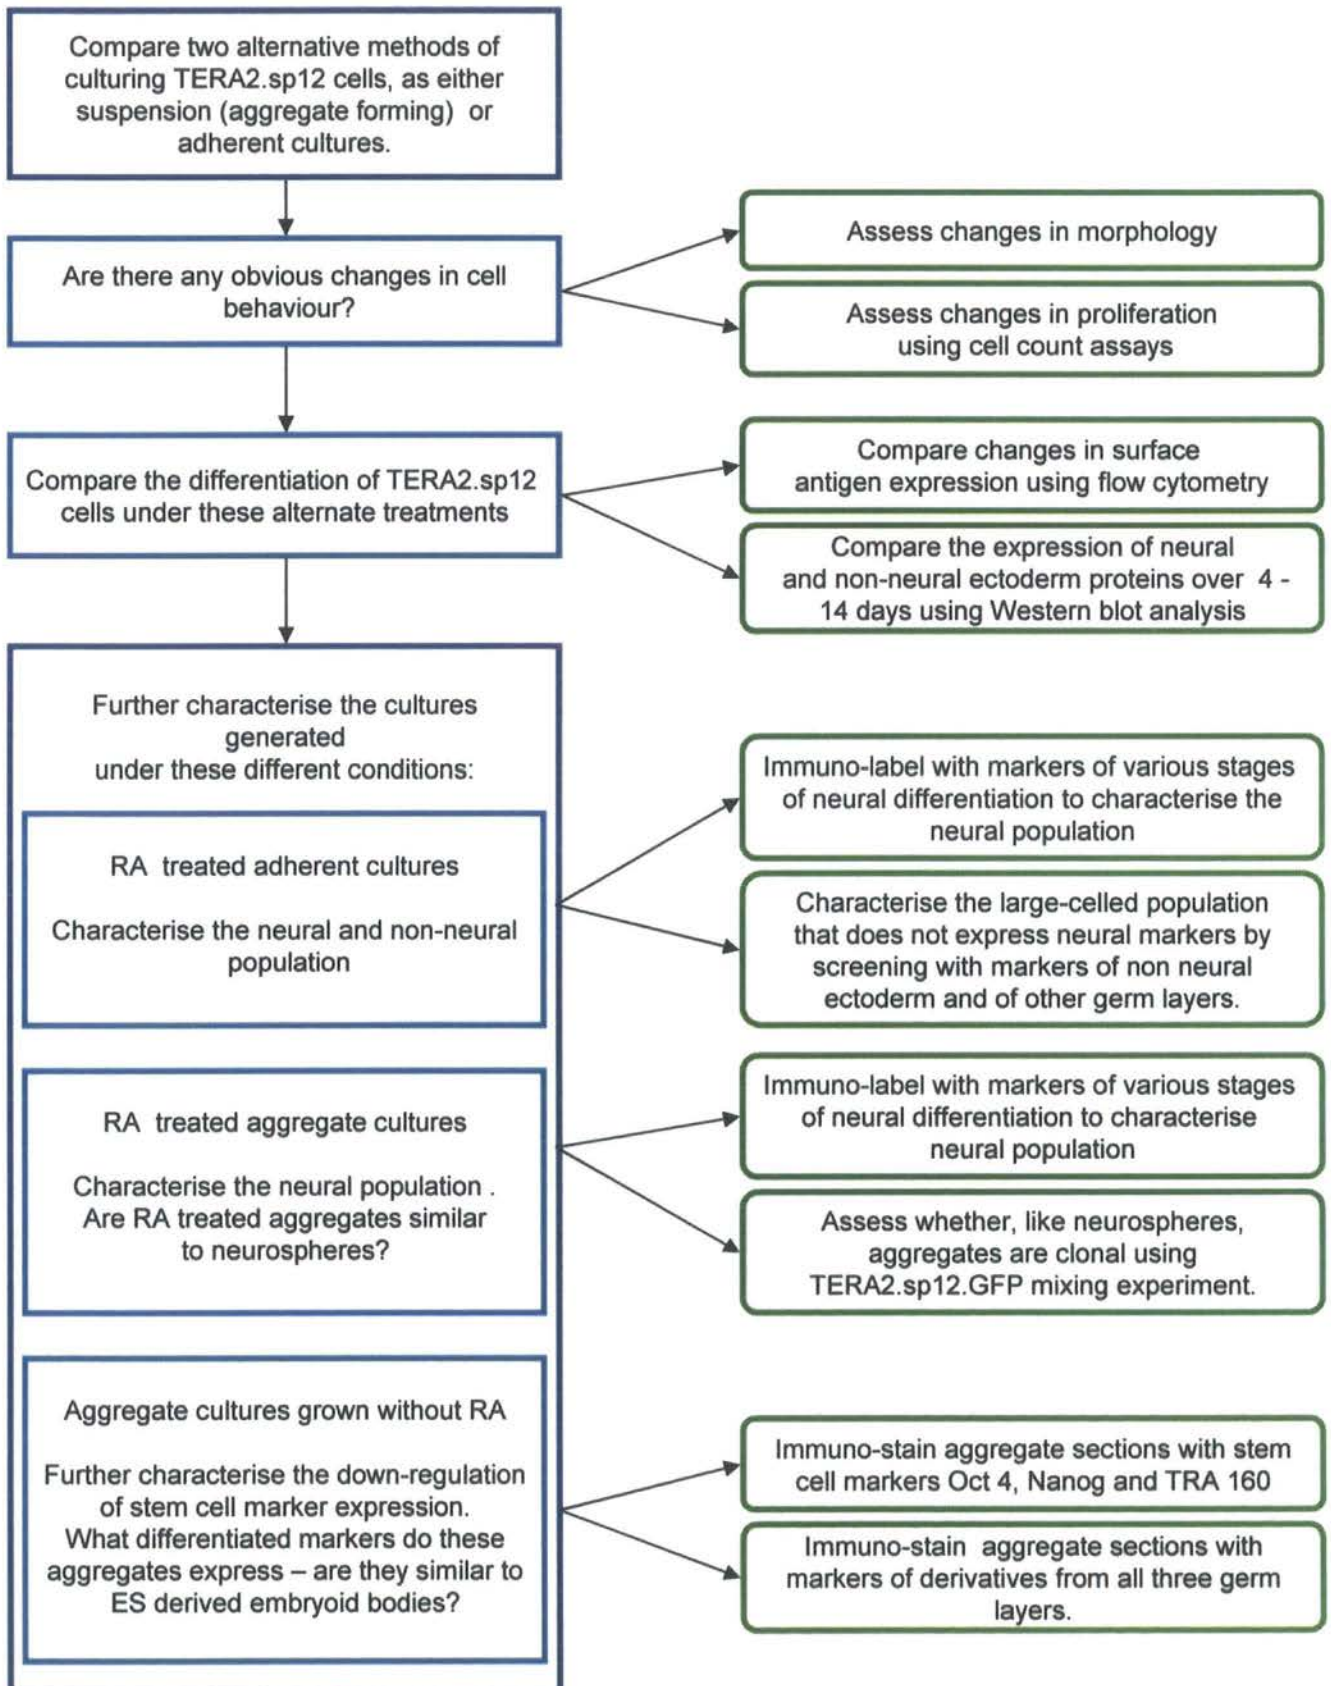 Compare two alternative methods of
culturing TERA2.sp12 cells, as either
suspension (aggregate forming) or
adherent cultures.
Are there any obvious changes in cell
behaviour?
Assess changes in morphology
Assess changes in proliferation
using cell count assays
Compare the differentiation of TERA2.sp12
cells under these alternate treatments
Compare changes in surface
antigen expression using flow cytometry
Compare the expression of neural
and non-neural ectoderm proteins over 4 -
14 days using Western blot analysis
Further characterise the cultures
generated
under these different conditions:
RA treated adherent cultures
Characterise the neural and non-neural
population
Immuno-label with markers of various stages
of neural differentiation to characterise the
neural population
Characterise the large-celled population
that does not express neural markers by
screening with markers of non neural
ectoderm and of other germ layers.
RA treated aggregate cultures
Characterise the neural population .
Are RA treated aggregates similar
to neurospheres?
Immuno-label with markers of various stages
of neural differentiation to characterise
neural population
Assess whether, like neurospheres,
aggregates are clonal using
TERA2.sp12.GFP mixing experiment.
Aggregate cultures grown without RA
Further characterise the down-regulation
of stem cell marker expression.
What differentiated markers do these
aggregates express – are they similar to
ES derived embryoid bodies?
Immuno-stain aggregate sections with stem
cell markers Oct 4, Nanog and TRA 160
Immuno-stain aggregate sections with
markers of derivatives from all three germ
layers.